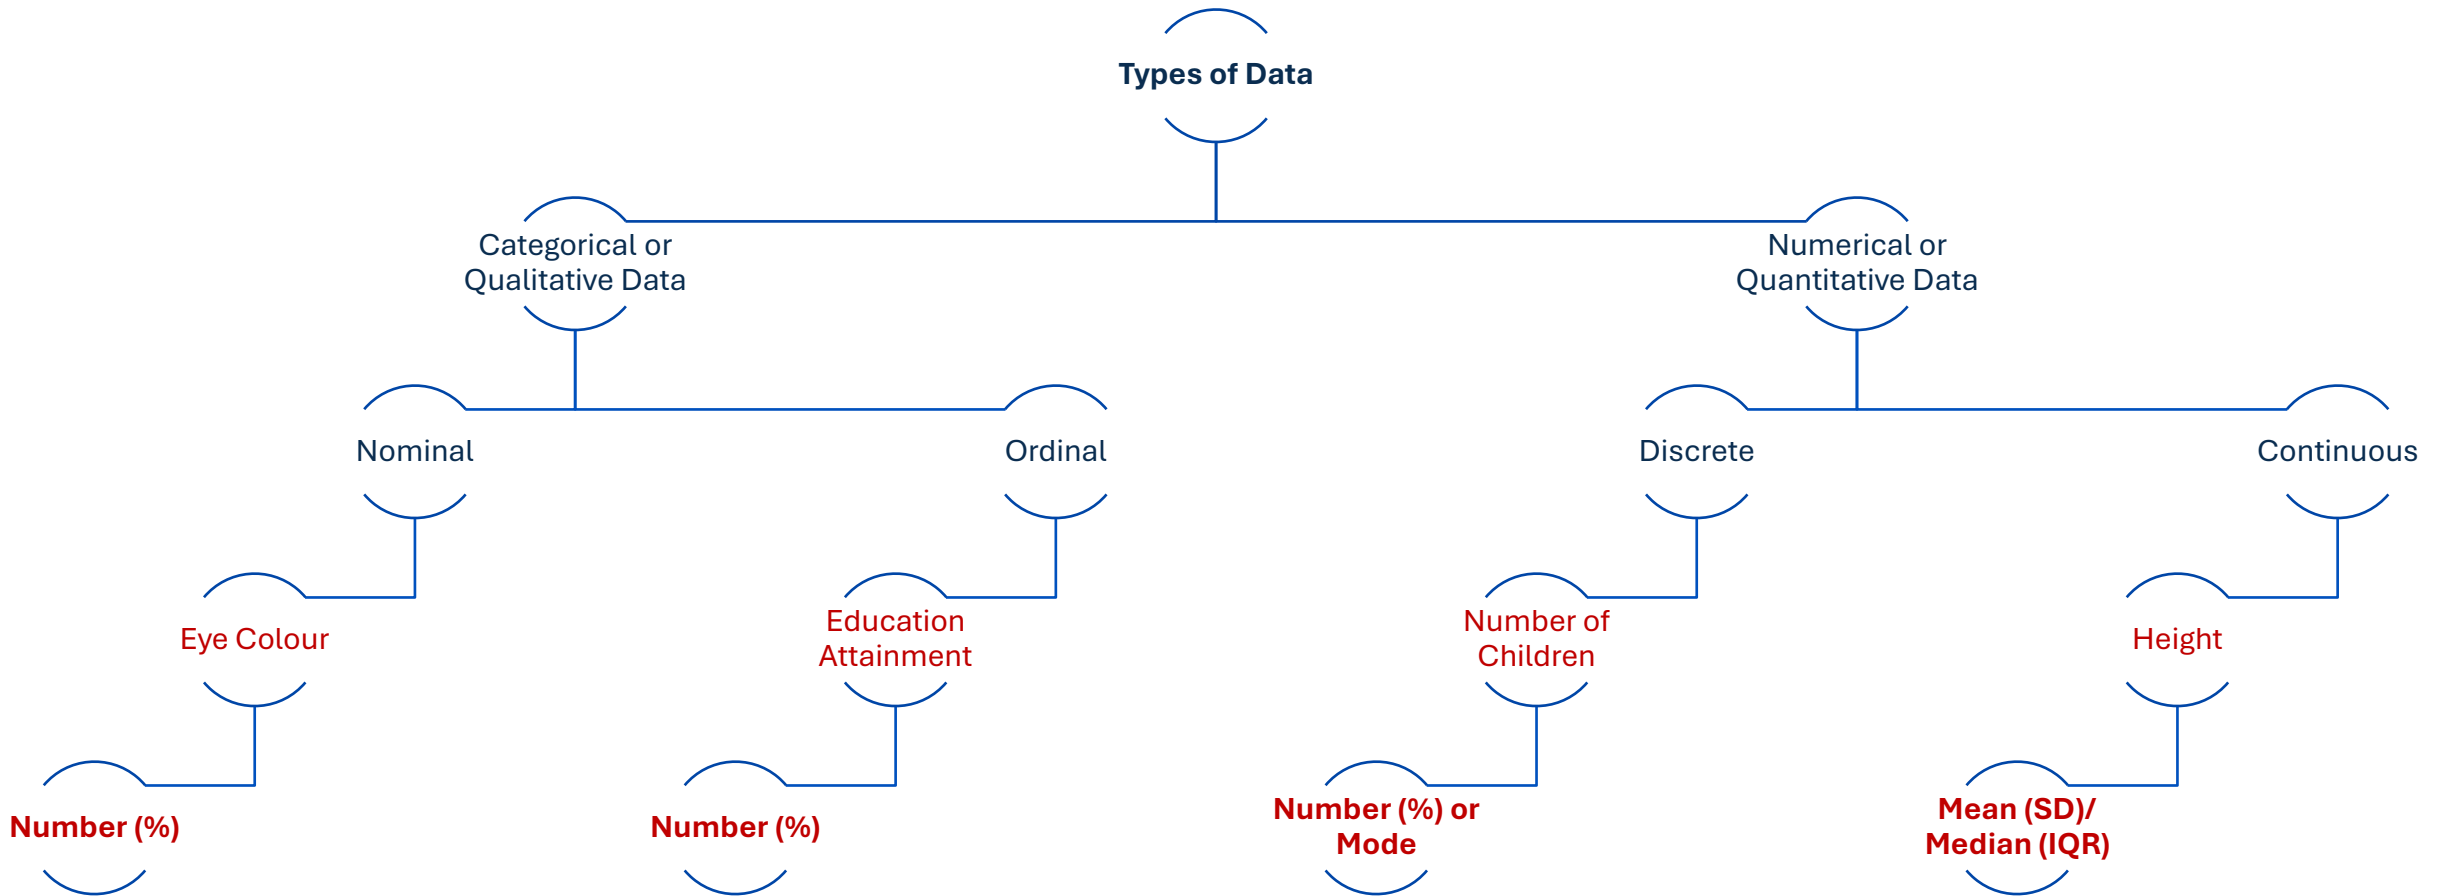 Types of Data
Categorical or
Qualitative Data
Numerical or
Quantitative Data
Nominal
Ordinal
Discrete
Continuous
Eye Colour
Education
Attainment
Number of
Children
Height
Number (%)
Number (%)
Number (%) or
Mode
Mean (SD)/
Median (IQR)